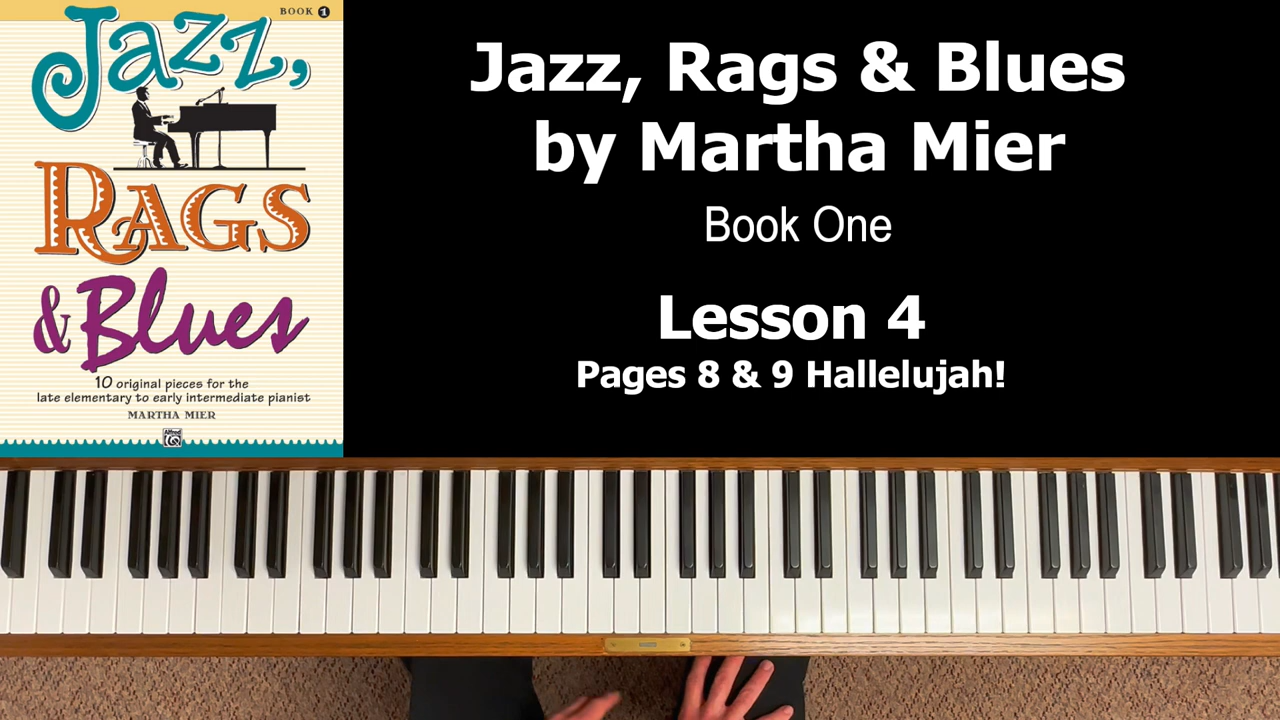 BOOK 1
Jazz,
RAGS
& Blues
10 original pieces for the
late elementary to early intermediate pianist
MARTHA MIER
Alfred
Jazz, Rags & Blues
by Martha Mier
Book One
Lesson 4
Pages 8 & 9 Hallelujah!